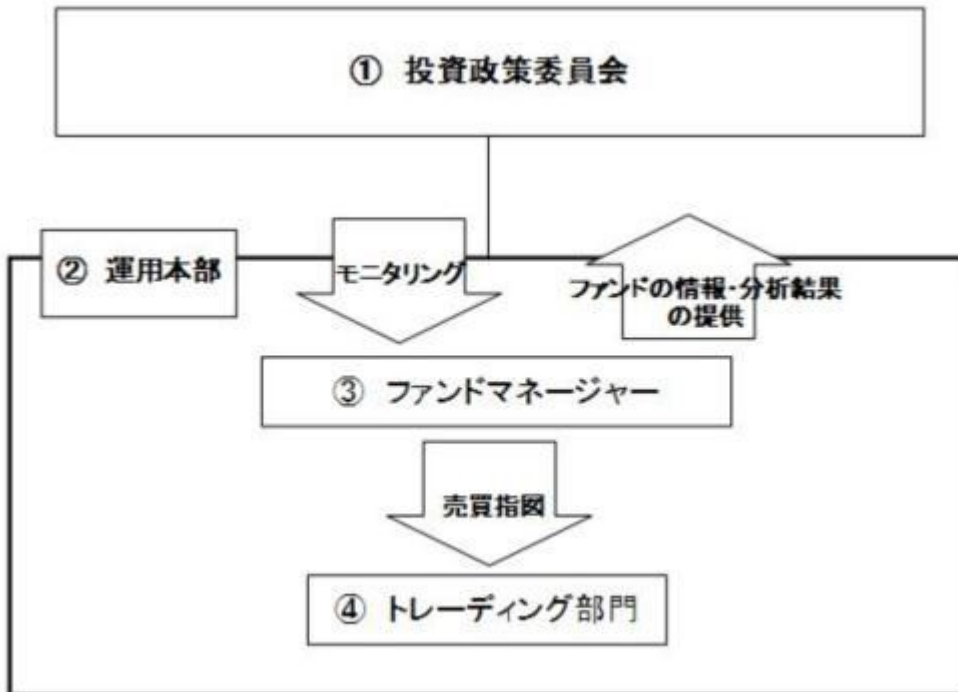 ① 投資政策委員会
② 運用本部
モニタリング
ファンドの情報・分析結果
の提供
③ ファンドマネージャー
売買指図
④ トレーディング部門